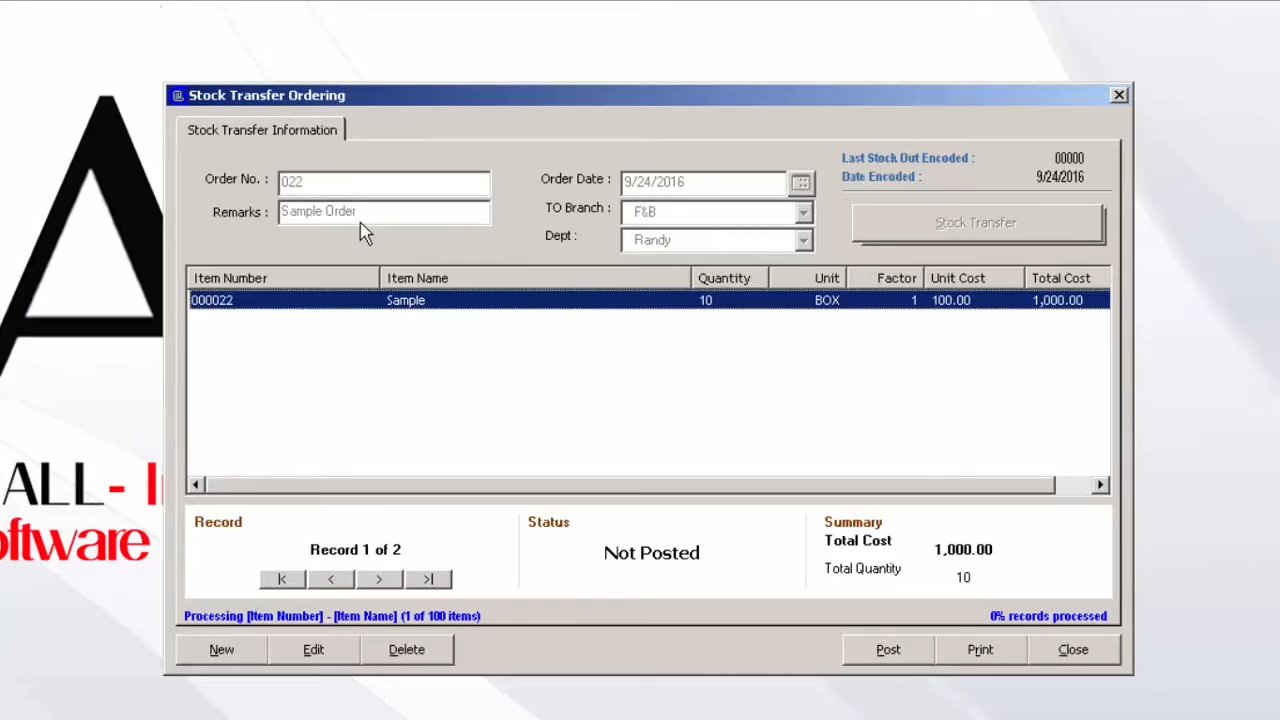 Stock Transfer Ordering
Stock Transfer Information
Last Stock Out Encoded : 00000
Date Encoded : 9/24/2016
Order No. : 022
Order Date : 9/24/2016
Remarks : Sample Order
TO Branch : F&B
Dept : Randy
Stock Transfer
Item Number Item Name Quantity Unit Factor Unit Cost Total Cost
000022 Sample 10 BOX 1 100.00 1,000.00
Record
Status
Summary
Record 1 of 2
Not Posted
Total Cost 1,000.00
Total Quantity 10
|< < > >|
Processing [Item Number] - [Item Name] (1 of 100 items)
0% records processed
New Edit Delete Post Print Close
A
ALL- I
oftware